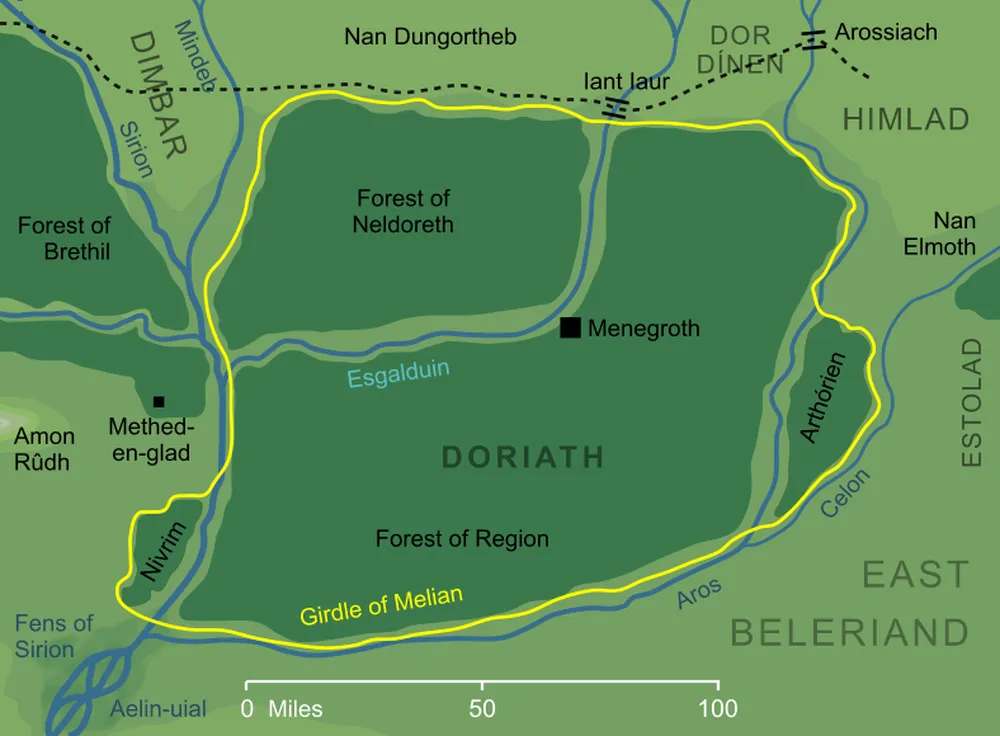 Nan Dungortheb
DOR
DÍNEN
Arossiach
DIMBAR
Mindeb
Iant Iaur
HIMLAD
Sirion
Forest of
Neldoreth
Forest of
Brethil
Nan
Elmoth
Menegroth
Esgalduin
Arthórien
ESTOLAD
Amon
Rûdh
Methed-
en-glad
DORIATH
Celon
Nivrim
Forest of Region
Girdle of Melian
Aros
EAST
BELERIAND
Fens of
Sirion
Aelin-uial
0 Miles 50 100